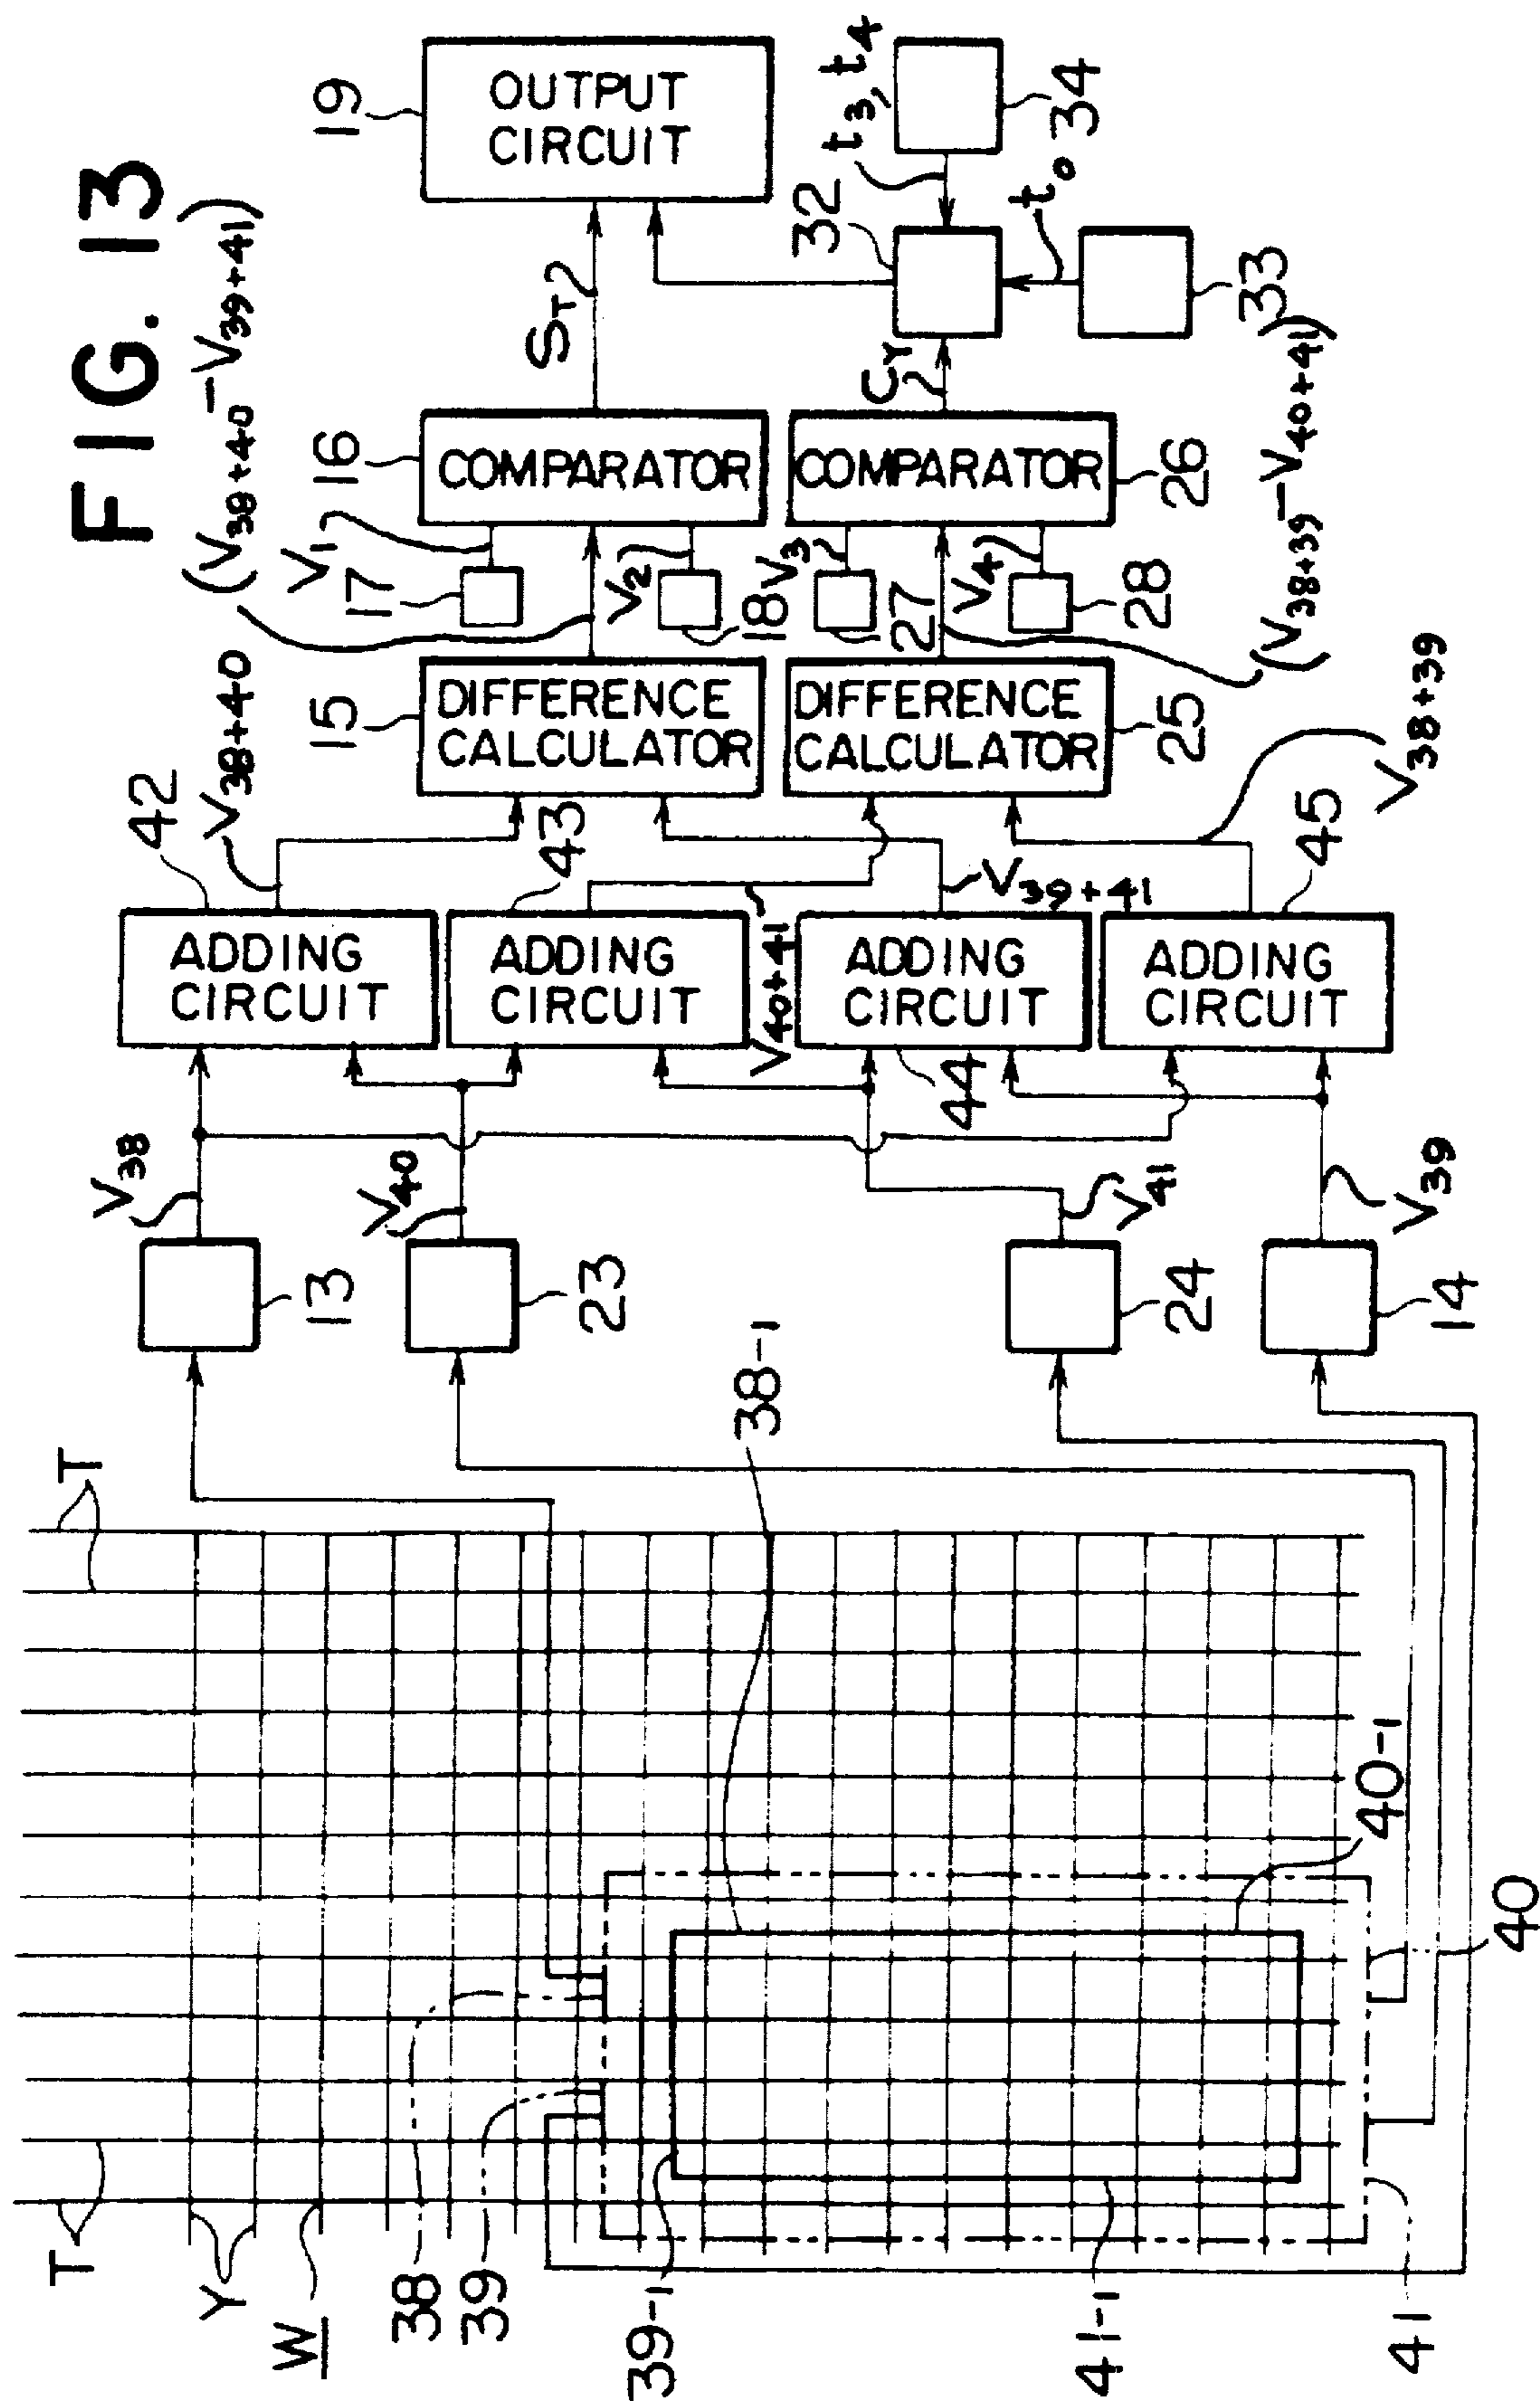 FIG. 13
T
T
Y
W
38
39
39-1
41-1
41
40
40-1
38-1
13
V38
23
V40
24
V41
14
V39
42
ADDING
CIRCUIT
V38+40
43
ADDING
CIRCUIT
V40+41
44
ADDING
CIRCUIT
V39+41
45
ADDING
CIRCUIT
V38+39
15
DIFFERENCE
CALCULATOR
(V38+40-V39+41)
25
DIFFERENCE
CALCULATOR
(V38+39-V40+41)
17
V1
18
V2
27
V3
28
V4
16
COMPARATOR
ST
26
COMPARATOR
CY
19
OUTPUT
CIRCUIT
32
33
t0
34
t3, t4